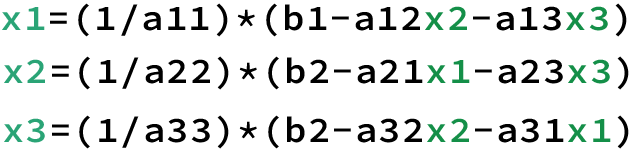 x1=(1/a11)*(b1-a12x2-a13x3)
x2=(1/a22)*(b2-a21x1-a23x3)
x3=(1/a33)*(b2-a32x2-a31x1)